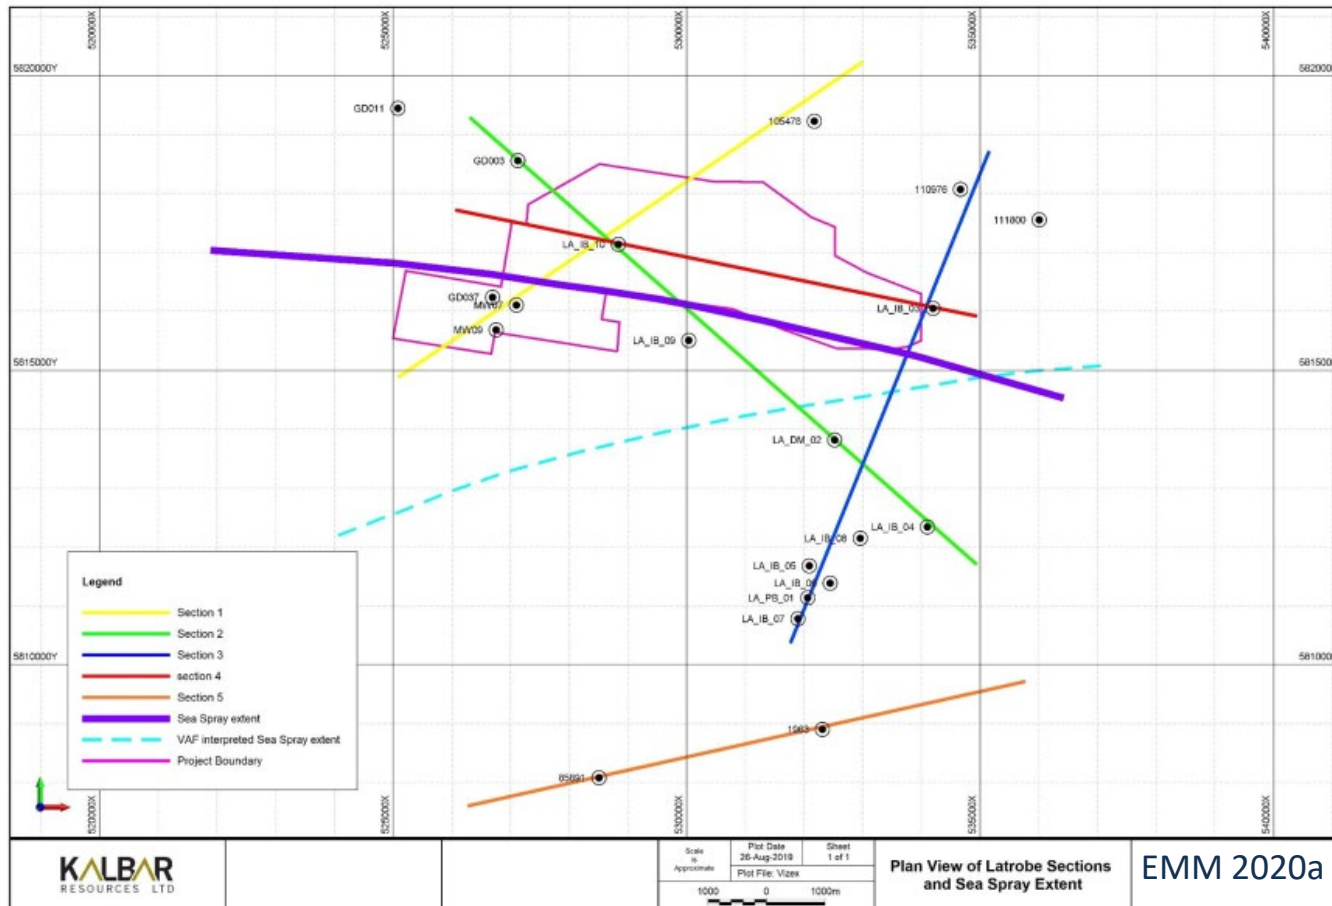 520000X
525000X
530000X
535000X
540000X
5820000Y
582000
GD011
105478
GD003
110976
111800
LA_IB_10
GD037
MW07
LA_IB_03
MW09
LA_IB_09
5815000Y
581500
LA_DM_02
LA_IB_04
LA_IB_08
LA_IB_05
LA_IB_06
LA_PB_01
LA_IB_07
5810000Y
581000
1083
85891
Legend
Section 1
Section 2
Section 3
section 4
Section 5
Sea Spray extent
VAF interpreted Sea Spray extent
Project Boundary
520000X
525000X
530000X
535000X
540000X
KALBAR
RESOURCES LTD
Scale
is
Approximate
Plot Date
26-Aug-2019
Sheet
1 of 1
Plot File: Vizex
1000 0 1000m
Plan View of Latrobe Sections
and Sea Spray Extent
EMM 2020a